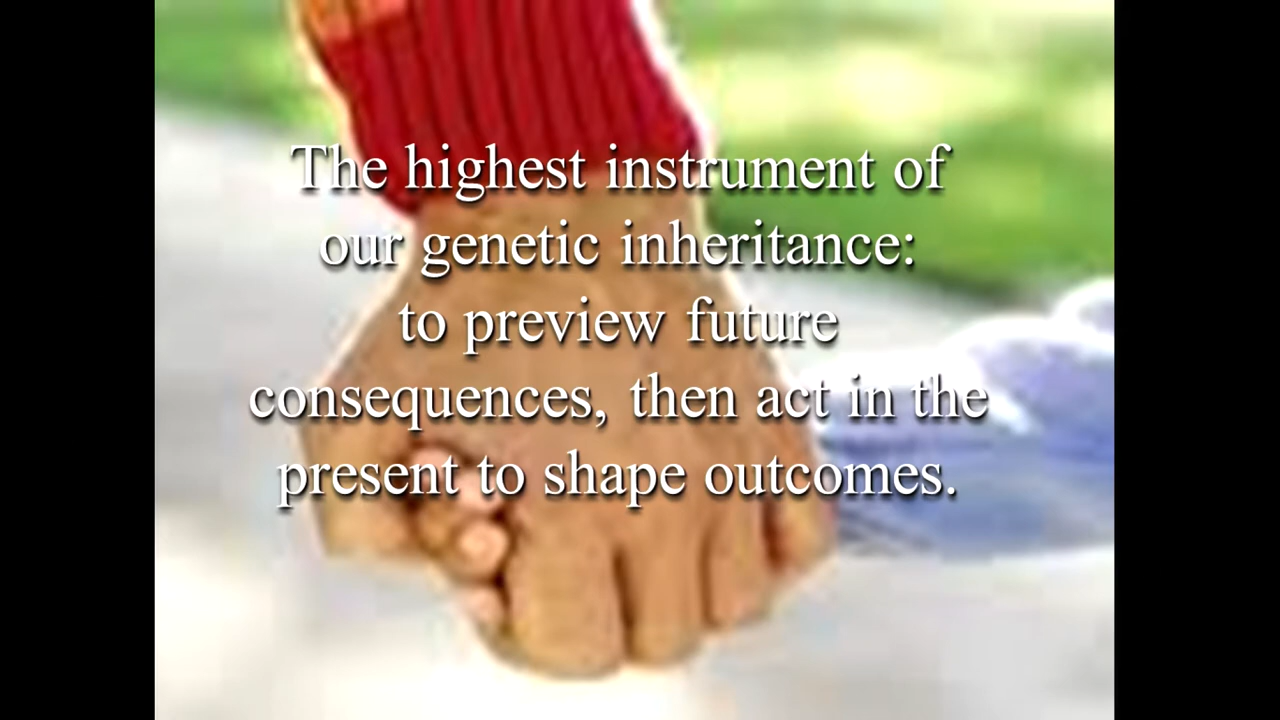 The highest instrument of
our genetic inheritance:
to preview future
consequences, then act in the
present to shape outcomes.